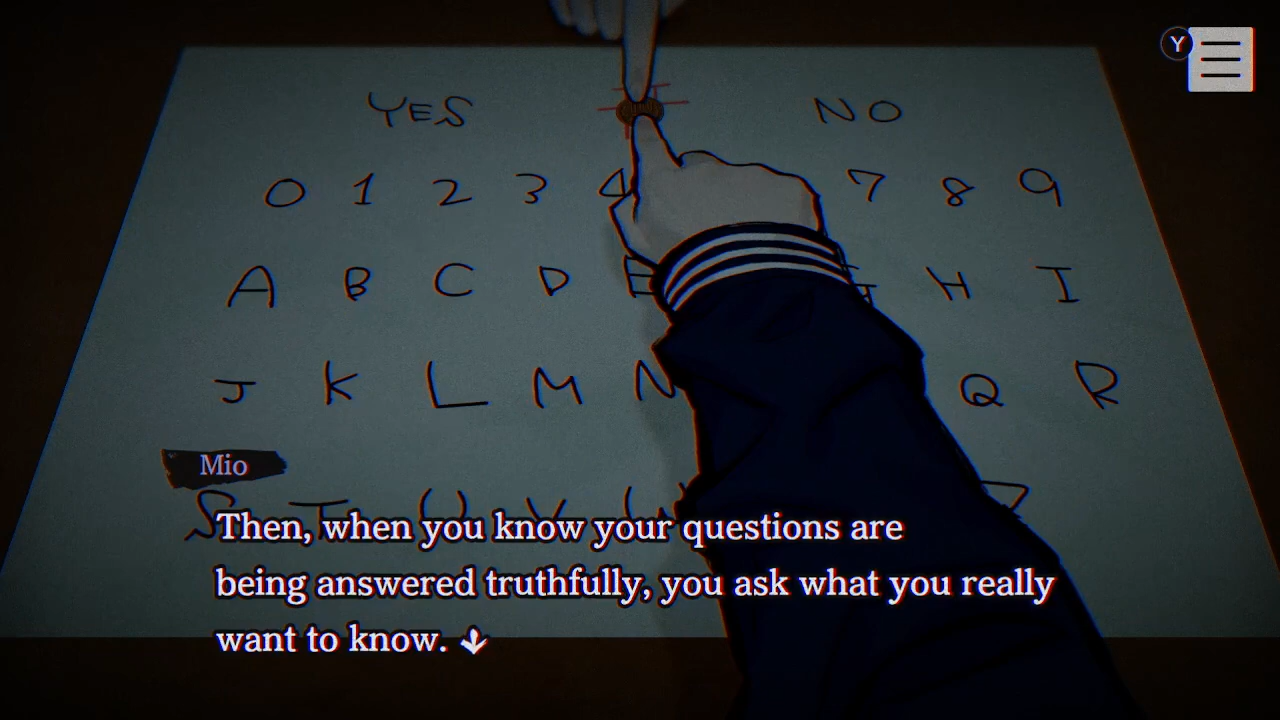 Y
YES NO
0 1 2 3 4 7 8 9
A B C D E H I
J K L M N Q R
Mio
S T U V
Then, when you know your questions are
being answered truthfully, you ask what you really
want to know.